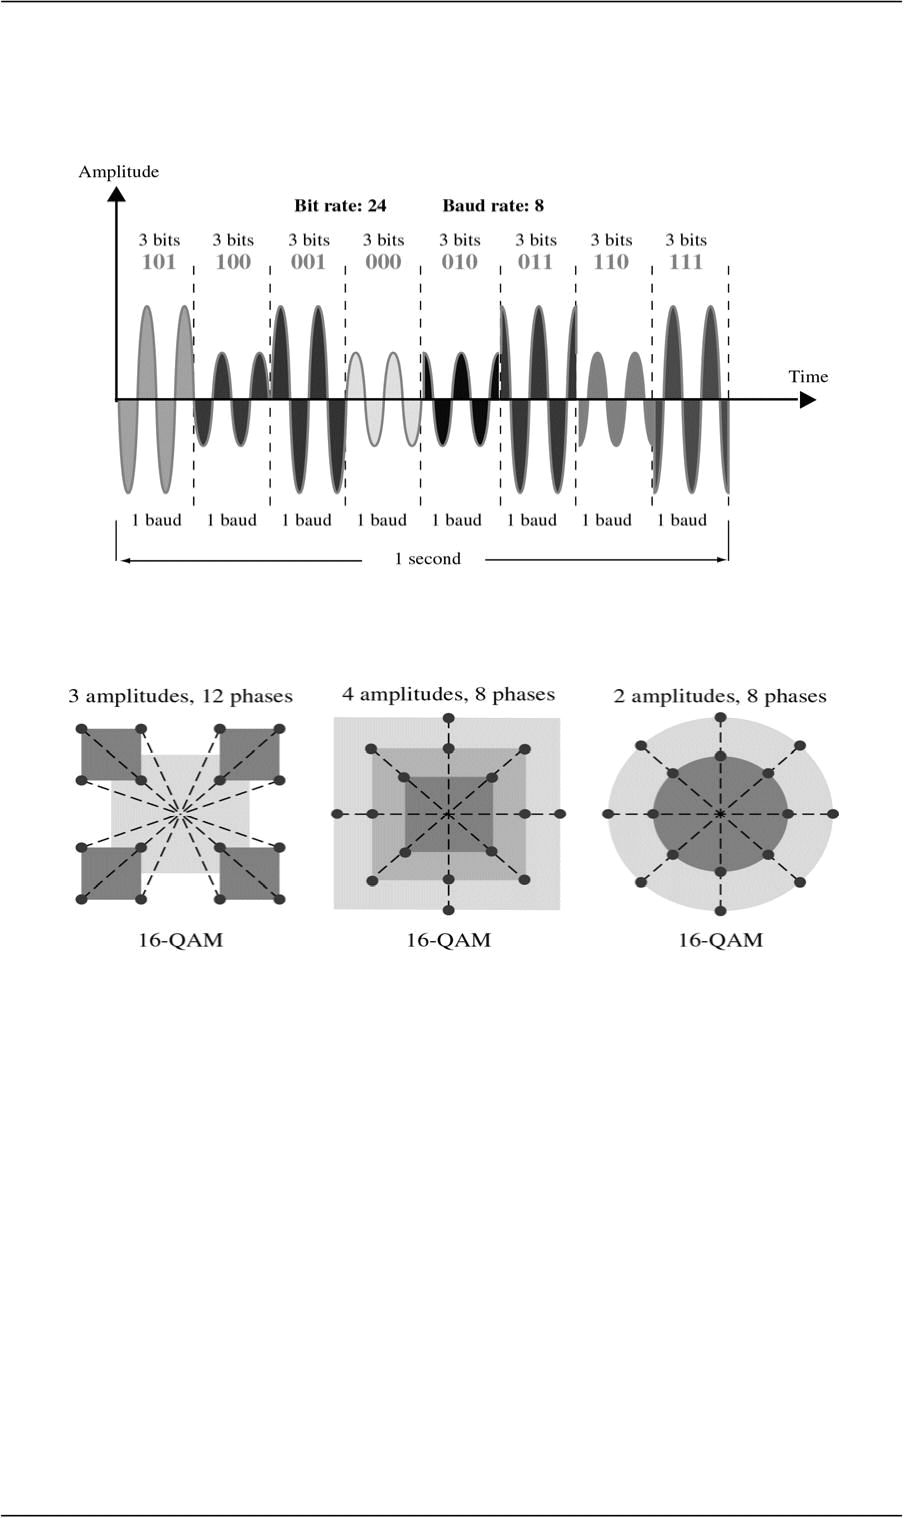 Amplitude
Bit rate: 24 Baud rate: 8
3 bits 3 bits 3 bits 3 bits 3 bits 3 bits 3 bits 3 bits
101 100 001 000 010 011 110 111
Time
1 baud 1 baud 1 baud 1 baud 1 baud 1 baud 1 baud 1 baud
1 second
3 amplitudes, 12 phases 4 amplitudes, 8 phases 2 amplitudes, 8 phases
16-QAM 16-QAM 16-QAM